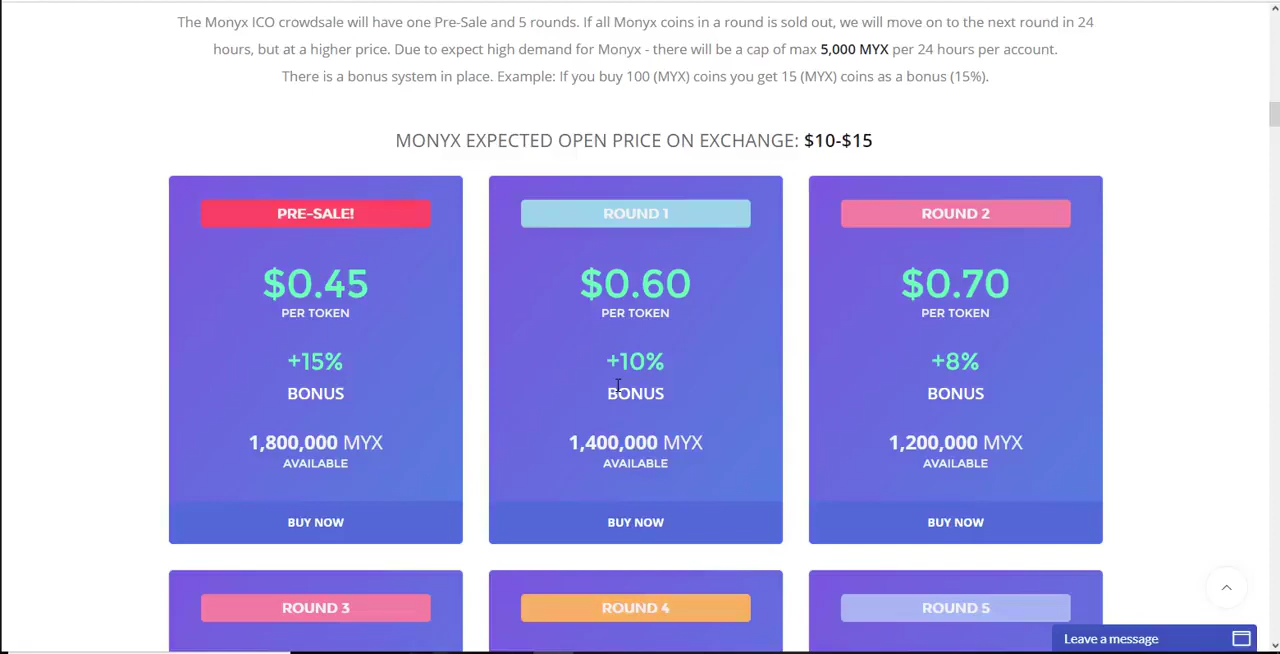 The Monyx ICO crowdsale will have one Pre-Sale and 5 rounds. If all Monyx coins in a round is sold out, we will move on to the next round in 24
hours, but at a higher price. Due to expect high demand for Monyx - there will be a cap of max 5,000 MYX per 24 hours per account.
There is a bonus system in place. Example: If you buy 100 (MYX) coins you get 15 (MYX) coins as a bonus (15%).
MONYX EXPECTED OPEN PRICE ON EXCHANGE: $10-$15
PRE-SALE!
$0.45
PER TOKEN
+15%
BONUS
1,800,000 MYX
AVAILABLE
BUY NOW
ROUND 1
$0.60
PER TOKEN
+10%
BONUS
1,400,000 MYX
AVAILABLE
BUY NOW
ROUND 2
$0.70
PER TOKEN
+8%
BONUS
1,200,000 MYX
AVAILABLE
BUY NOW
ROUND 3
ROUND 4
ROUND 5
Leave a message